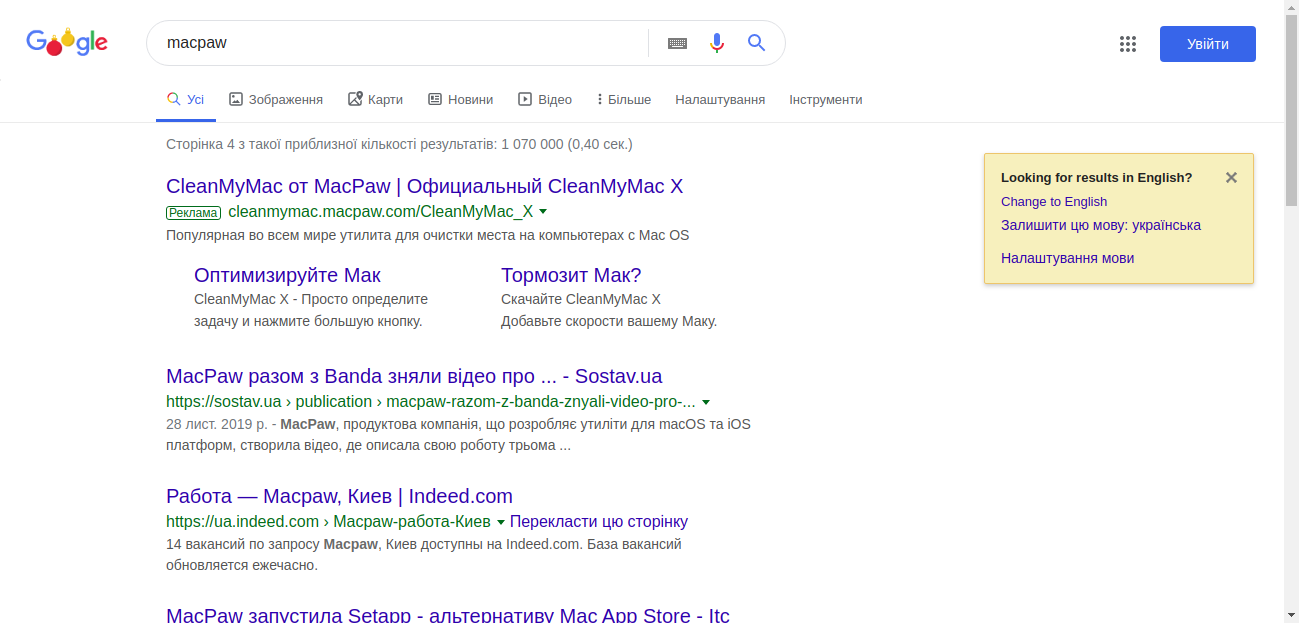 Google
macpaw
Увійти
Усі Зображення Карти Новини Відео Більше Налаштування Інструменти
Сторінка 4 з такої приблизної кількості результатів: 1 070 000 (0,40 сек.)
CleanMyMac от MacPaw | Официальный CleanMyMac X
Реклама cleanmymac.macpaw.com/CleanMyMac_X
Популярная во всем мире утилита для очистки места на компьютерах с Mac OS
Оптимизируйте Мак
CleanMyMac X - Просто определите
задачу и нажмите большую кнопку.
Тормозит Мак?
Скачайте CleanMyMac X
Добавьте скорости вашему Маку.
MacPaw разом з Banda зняли відео про ... - Sostav.ua
https://sostav.ua › publication › macpaw-razom-z-banda-znyali-video-pro-...
28 лист. 2019 р. - MacPaw, продуктова компанія, що розробляє утиліти для macOS та iOS
платформ, створила відео, де описала свою роботу трьома ...
Работа — Macpaw, Киев | Indeed.com
https://ua.indeed.com › Macpaw-работа-Киев Перекласти цю сторінку
14 вакансий по запросу Macpaw, Киев доступны на Indeed.com. База вакансий
обновляется ежечасно.
MacPaw запустила Setapp - альтернативу Mac App Store - Itc
Looking for results in English?
Change to English
Залишити цю мову: українська
Налаштування мови